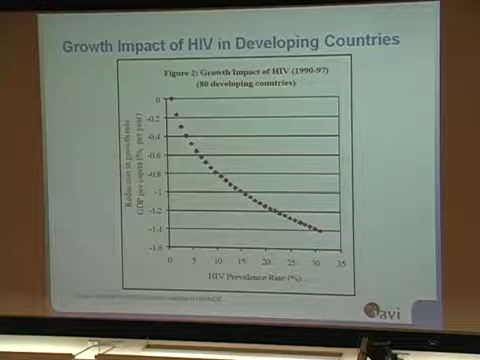 Growth Impact of HIV in Developing Countries
Figure 2: Growth Impact of HIV (1990-97)
(80 developing countries)
Reduction in growth rate
GDP per capita (%, per year)
0
-0.2
-0.4
-0.6
-0.8
-1
-1.2
-1.4
-1.6
0 5 10 15 20 25 30 35
HIV Prevalence Rate (%)
avi